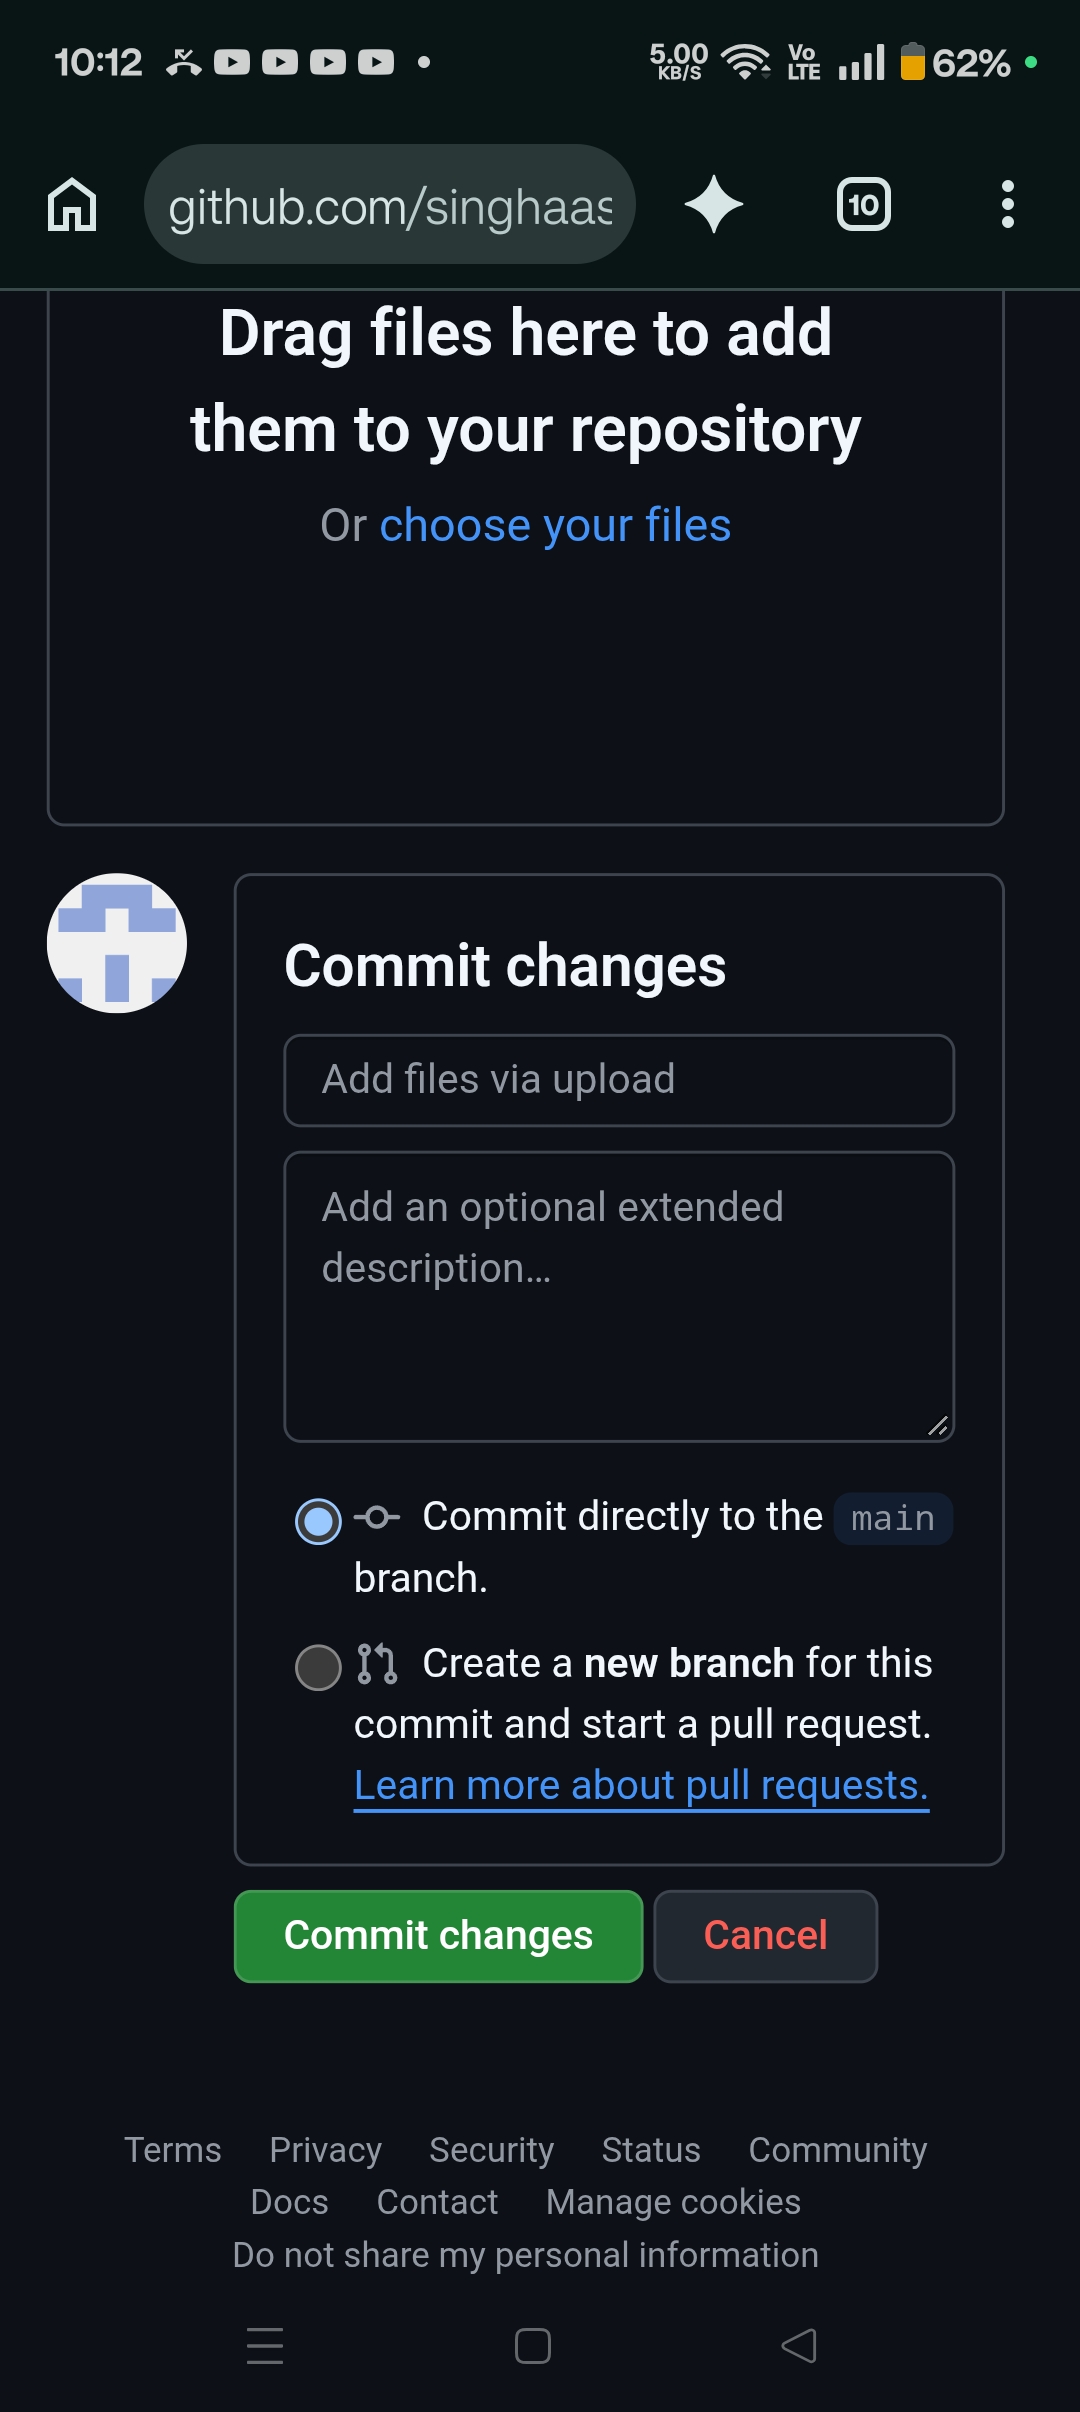 10:12
5.00 KB/S
Vo LTE
62%
github.com/singhaas
10
Drag files here to add
them to your repository
Or choose your files
Commit changes
Add files via upload
Add an optional extended
description...
Commit directly to the main
branch.
Create a new branch for this
commit and start a pull request.
Learn more about pull requests.
Commit changes
Cancel
Terms Privacy Security Status Community
Docs Contact Manage cookies
Do not share my personal information